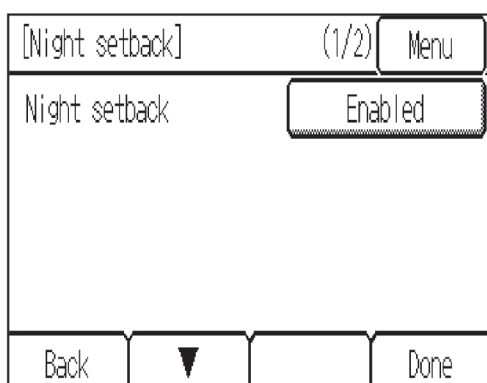 [Night setback] (1/2) Menu
Night setback Enabled
Back ▼ Done